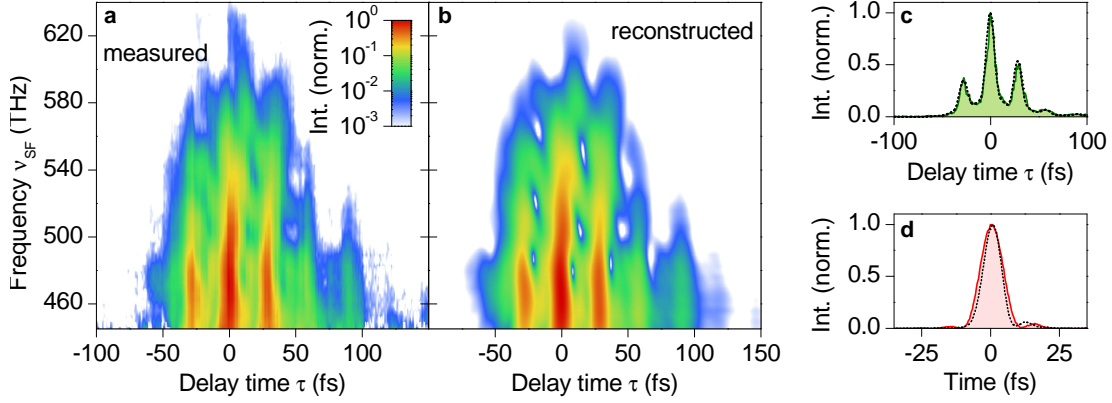 a
measured
Int. (norm.)
10⁰
10⁻¹
10⁻²
10⁻³
b
reconstructed
Frequency ν_SF (THz)
620
580
540
500
460
-100 -50 0 50 100
Delay time τ (fs)
-50 0 50 100 150
Delay time τ (fs)
c
Int. (norm.)
1.0
0.5
0.0
-100 0 100
Delay time τ (fs)
d
Int. (norm.)
1.0
0.5
0.0
-25 0 25
Time (fs)